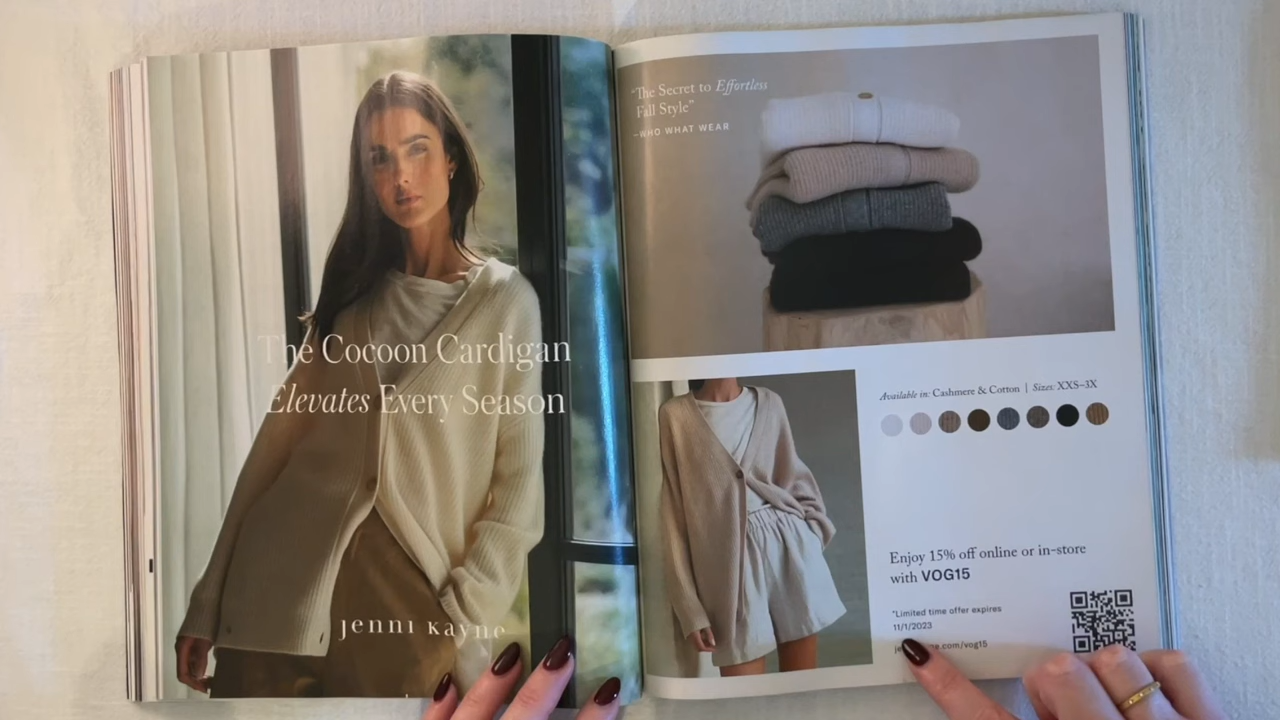 The Cocoon Cardigan
Elevates Every Season
jenni kayne
"The Secret to Effortless
Fall Style"
–WHO WHAT WEAR
Available in: Cashmere & Cotton | Sizes: XXS–3X
Enjoy 15% off online or in-store
with VOG15
*Limited time offer expires
11/1/2023
.com/vog15